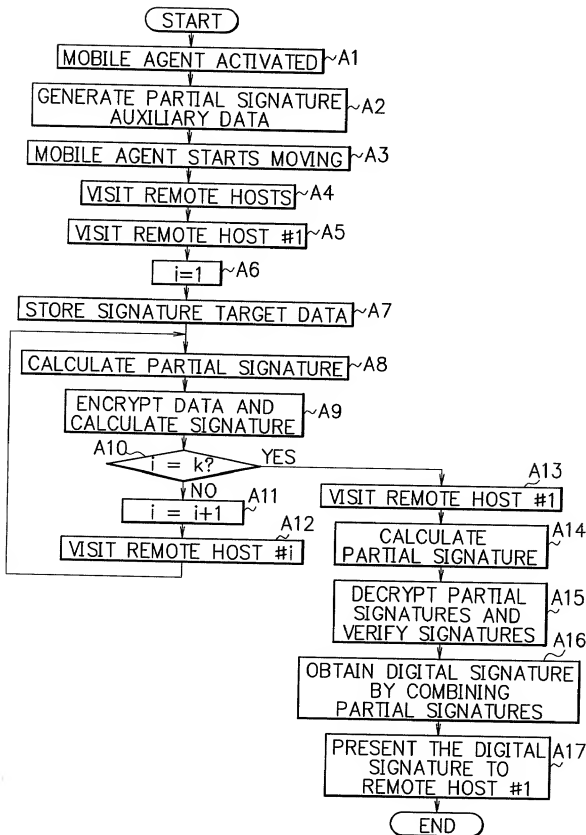 START
MOBILE AGENT ACTIVATED
A1
GENERATE PARTIAL SIGNATURE
AUXILIARY DATA
A2
MOBILE AGENT STARTS MOVING
A3
VISIT REMOTE HOSTS
A4
VISIT REMOTE HOST #1
A5
i=1
A6
STORE SIGNATURE TARGET DATA
A7
CALCULATE PARTIAL SIGNATURE
A8
ENCRYPT DATA AND
CALCULATE SIGNATURE
A9
A10
i = k?
YES
NO
i = i+1
A11
VISIT REMOTE HOST #i
A12
VISIT REMOTE HOST #1
A13
CALCULATE
PARTIAL SIGNATURE
A14
DECRYPT PARTIAL
SIGNATURES AND
VERIFY SIGNATURES
A15
OBTAIN DIGITAL SIGNATURE
BY COMBINING
PARTIAL SIGNATURES
A16
PRESENT THE DIGITAL
SIGNATURE TO
REMOTE HOST #1
A17
END